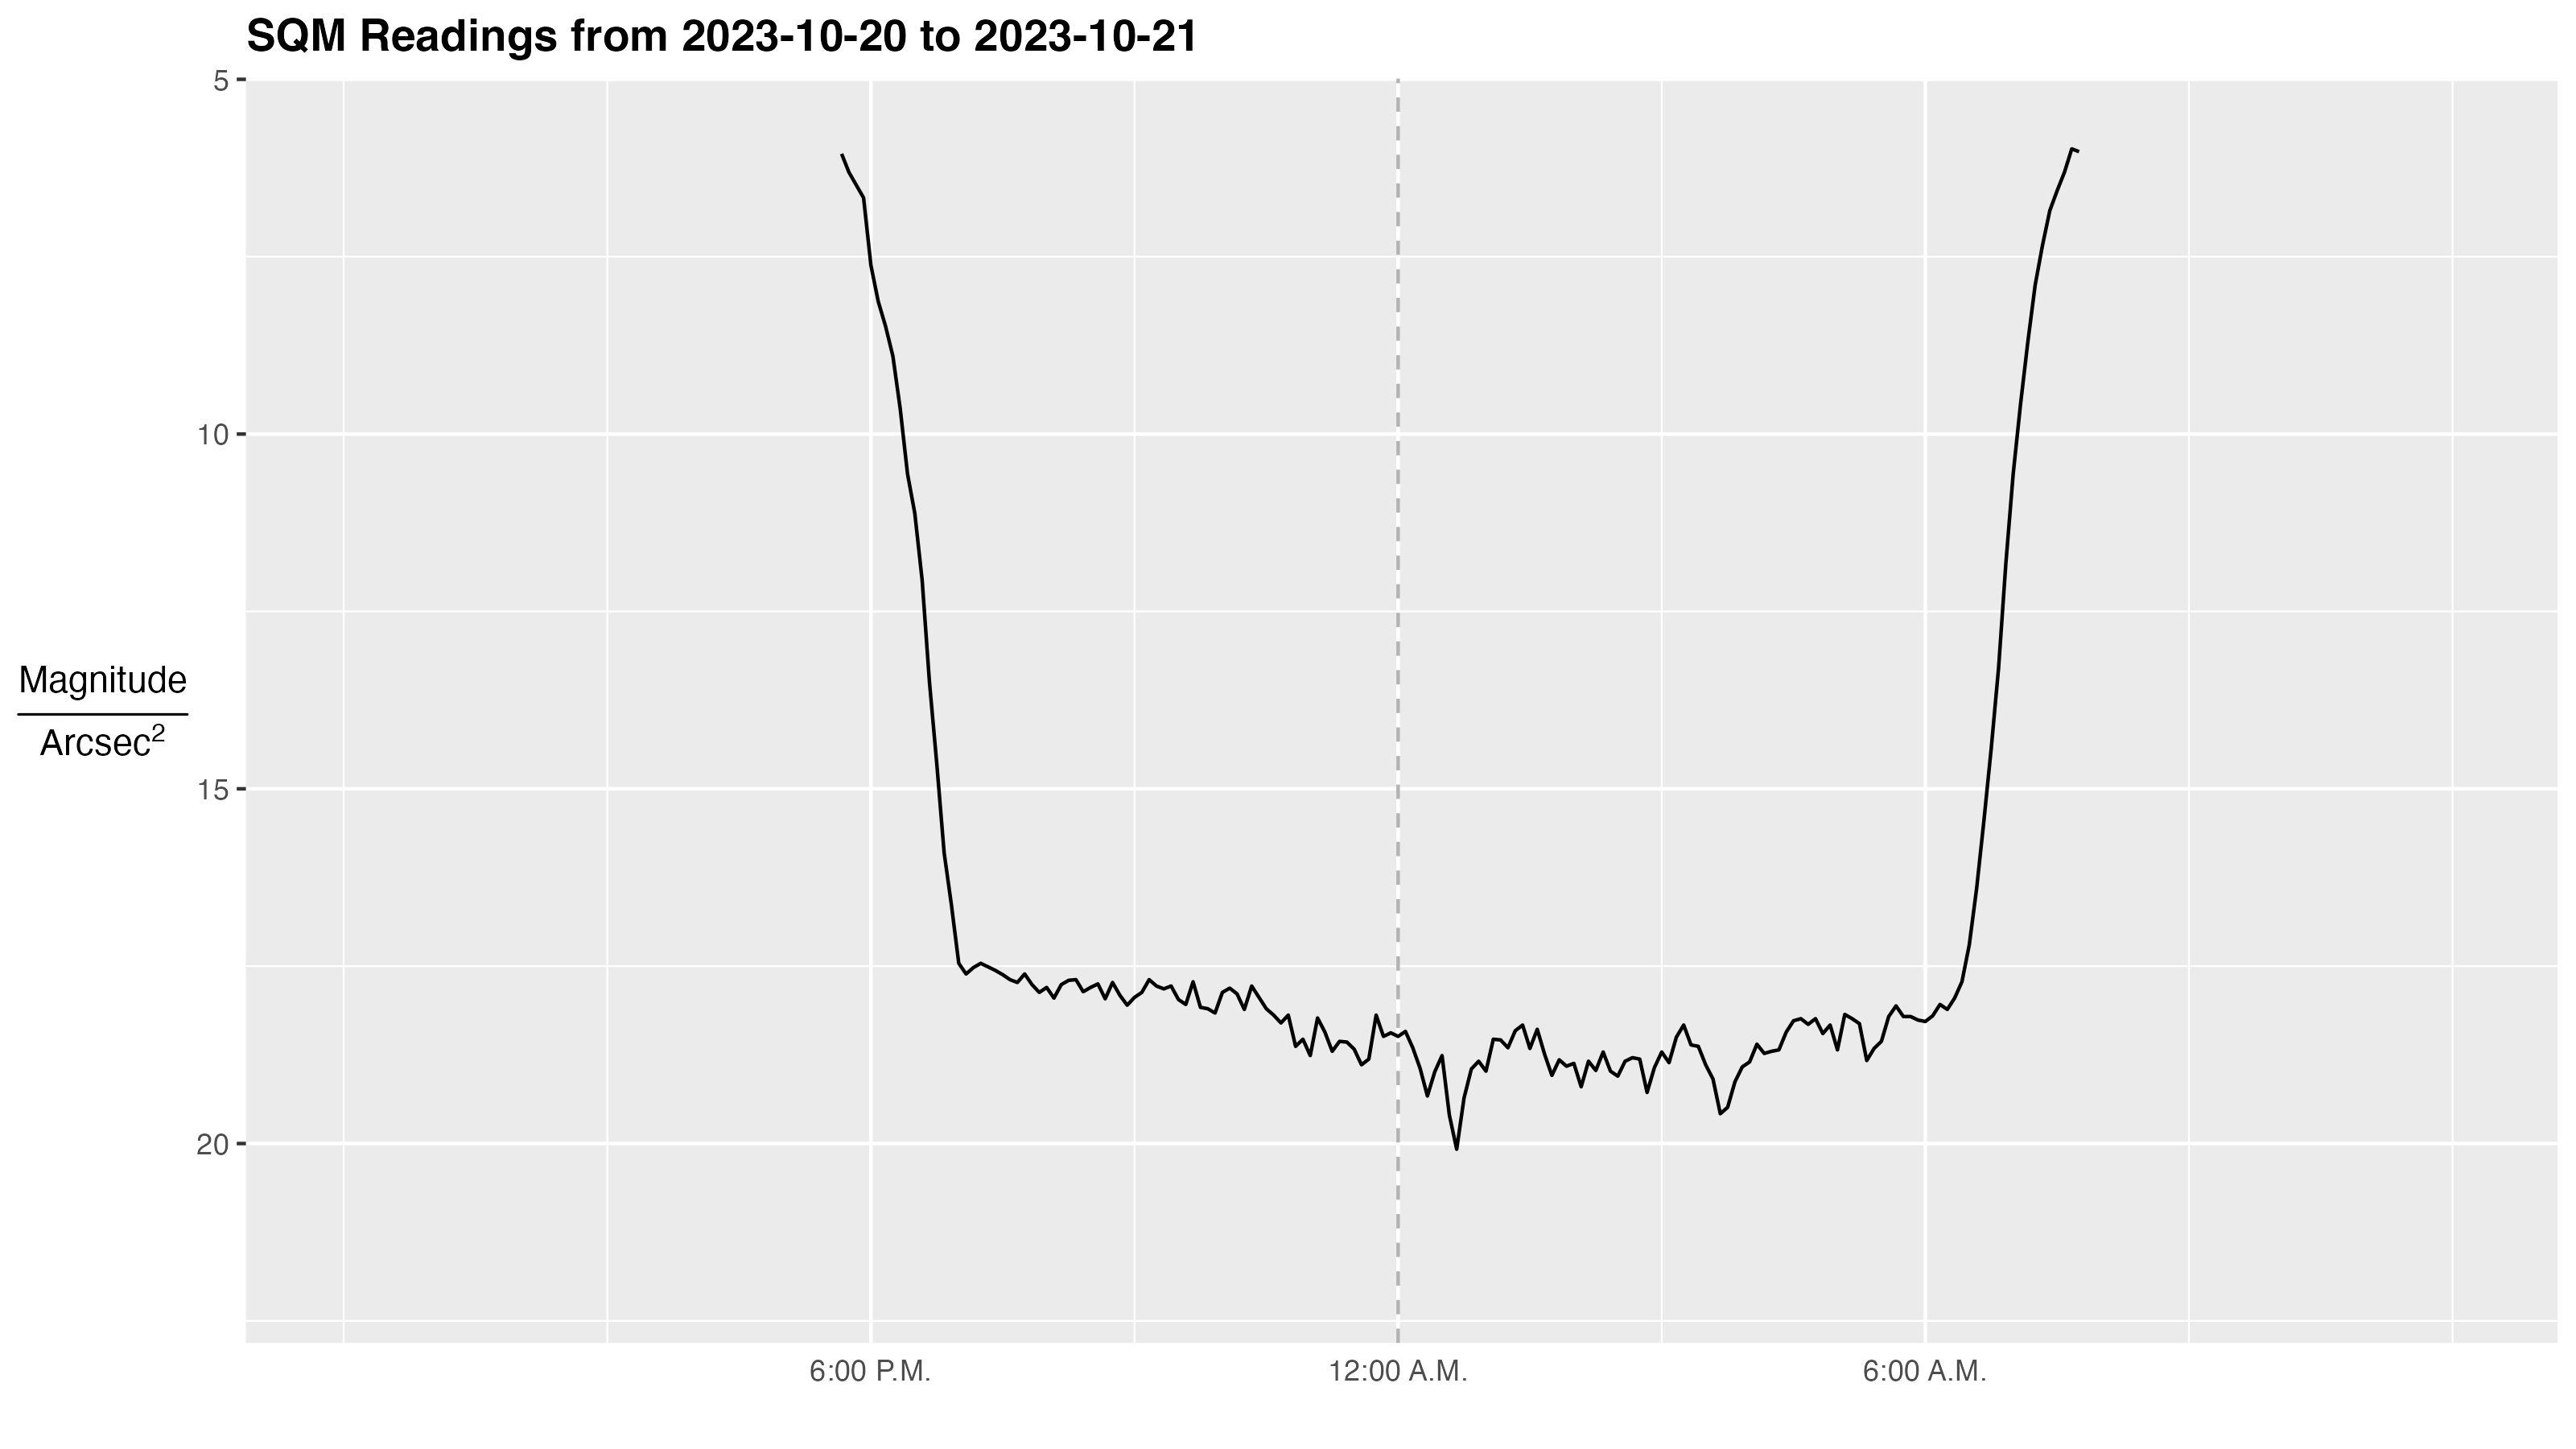 SQM Readings from 2023-10-20 to 2023-10-21
5
10
15
20
Magnitude
Arcsec²
6:00 P.M.
12:00 A.M.
6:00 A.M.